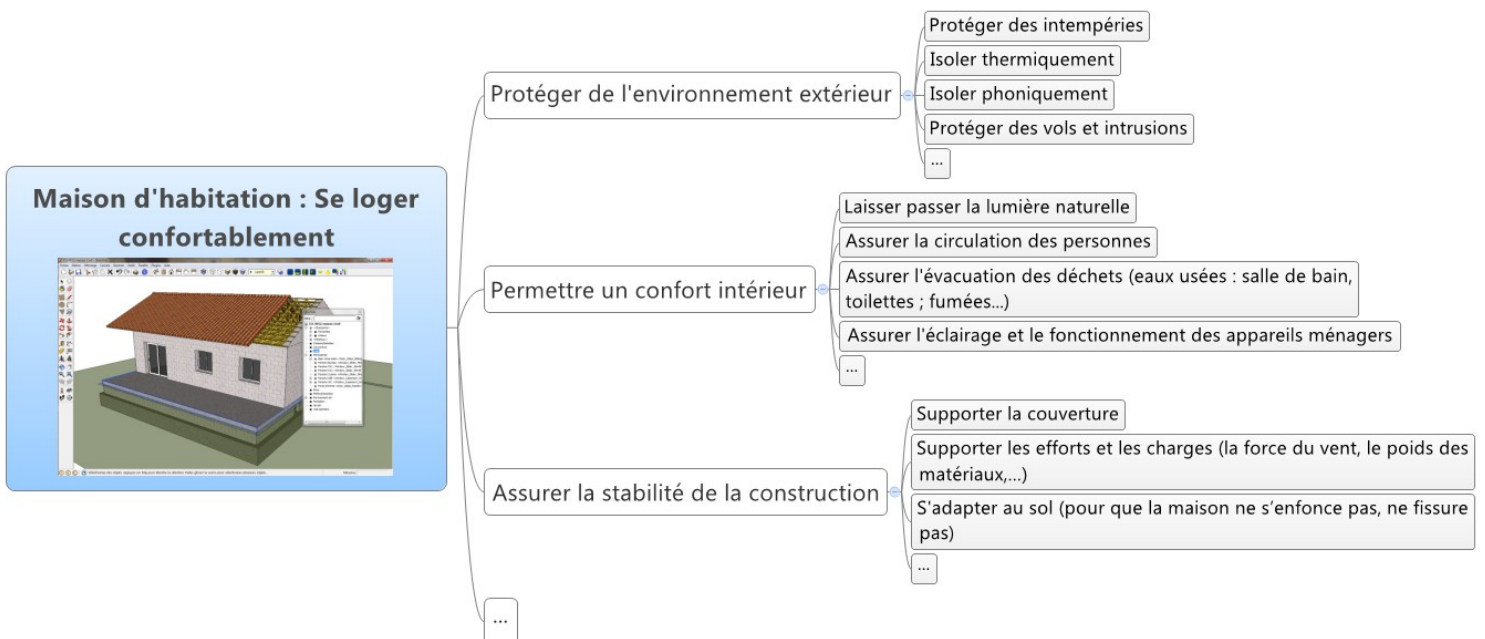 Maison d'habitation : Se loger
confortablement
Protéger de l'environnement extérieur
Protéger des intempéries
Isoler thermiquement
Isoler phoniquement
Protéger des vols et intrusions
...
Permettre un confort intérieur
Laisser passer la lumière naturelle
Assurer la circulation des personnes
Assurer l'évacuation des déchets (eaux usées : salle de bain,
toilettes ; fumées...)
Assurer l'éclairage et le fonctionnement des appareils ménagers
...
Assurer la stabilité de la construction
Supporter la couverture
Supporter les efforts et les charges (la force du vent, le poids des
matériaux,...)
S'adapter au sol (pour que la maison ne s’enfonce pas, ne fissure
pas)
...
...